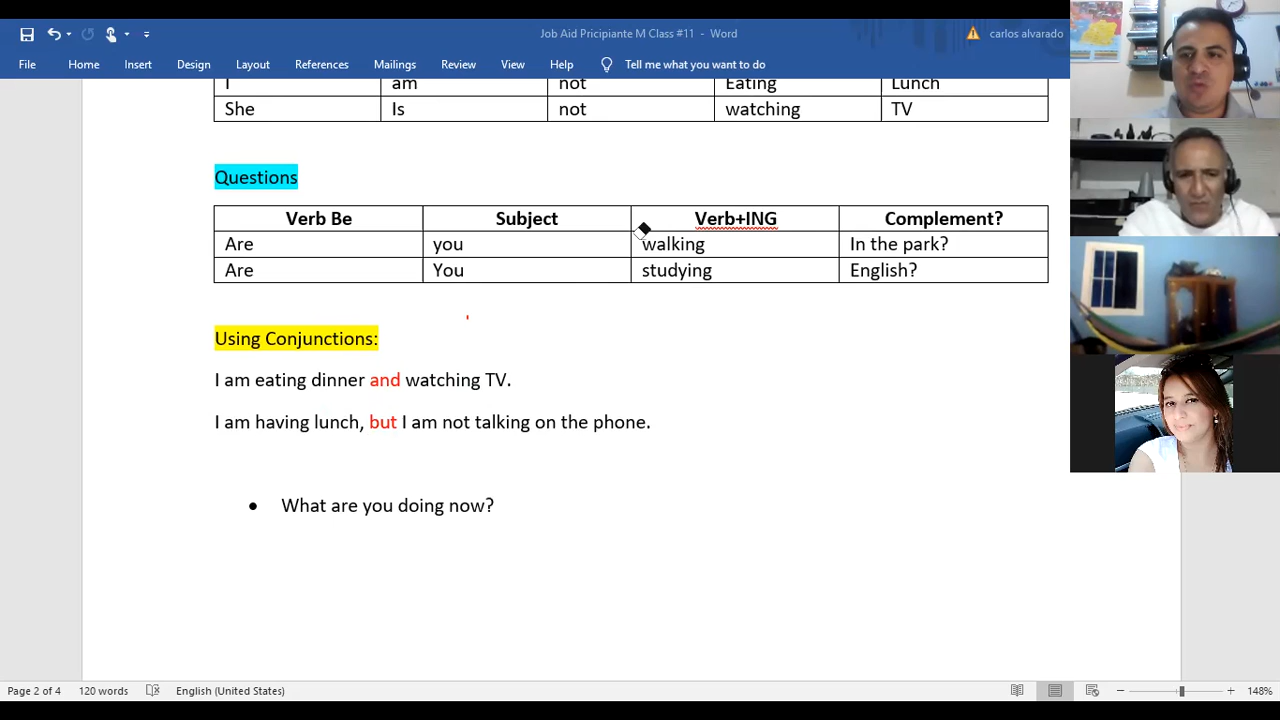 Job Aid Pricipiante M Class #11 - Word
carlos alvarado
File Home Insert Design Layout References Mailings Review View Help Tell me what you want to do
I am not Eating Lunch
She Is not watching TV
Questions
Verb Be Subject Verb+ING Complement?
Are you walking In the park?
Are You studying English?
Using Conjunctions:
I am eating dinner and watching TV.
I am having lunch, but I am not talking on the phone.
• What are you doing now?
Page 2 of 4 120 words English (United States) 148%